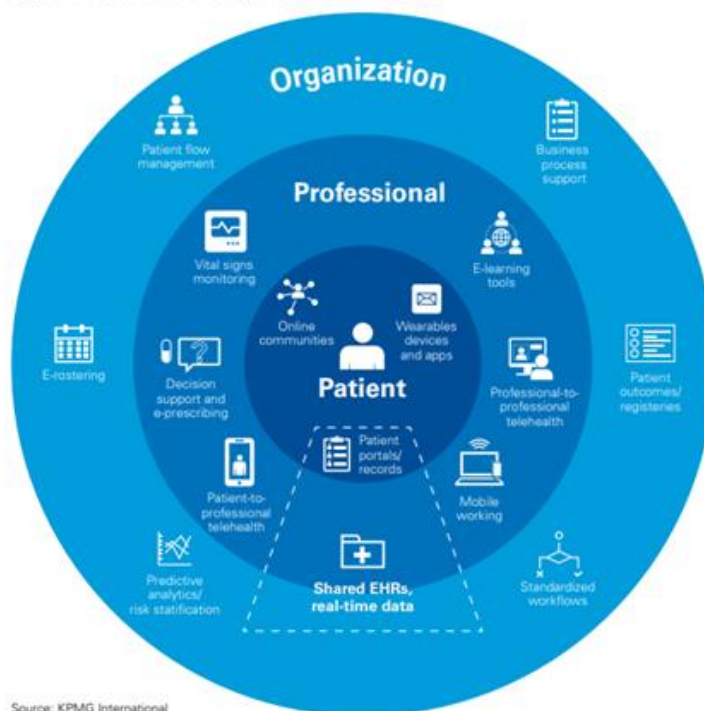 Organization
Patient flow
management
Business
process
support
Professional
Vital signs
monitoring
E-learning
tools
Online
communities
Wearables
devices
and apps
E-rostering
Decision
support and
e-prescribing
Patient
Professional-to-
professional
telehealth
Patient
outcomes/
registeries
Patient
portals/
records
Patient-to-
professional
telehealth
Mobile
working
Predictive
analytics/
risk statification
Shared EHRs,
real-time data
Standardized
workflows
Source: KPMG International